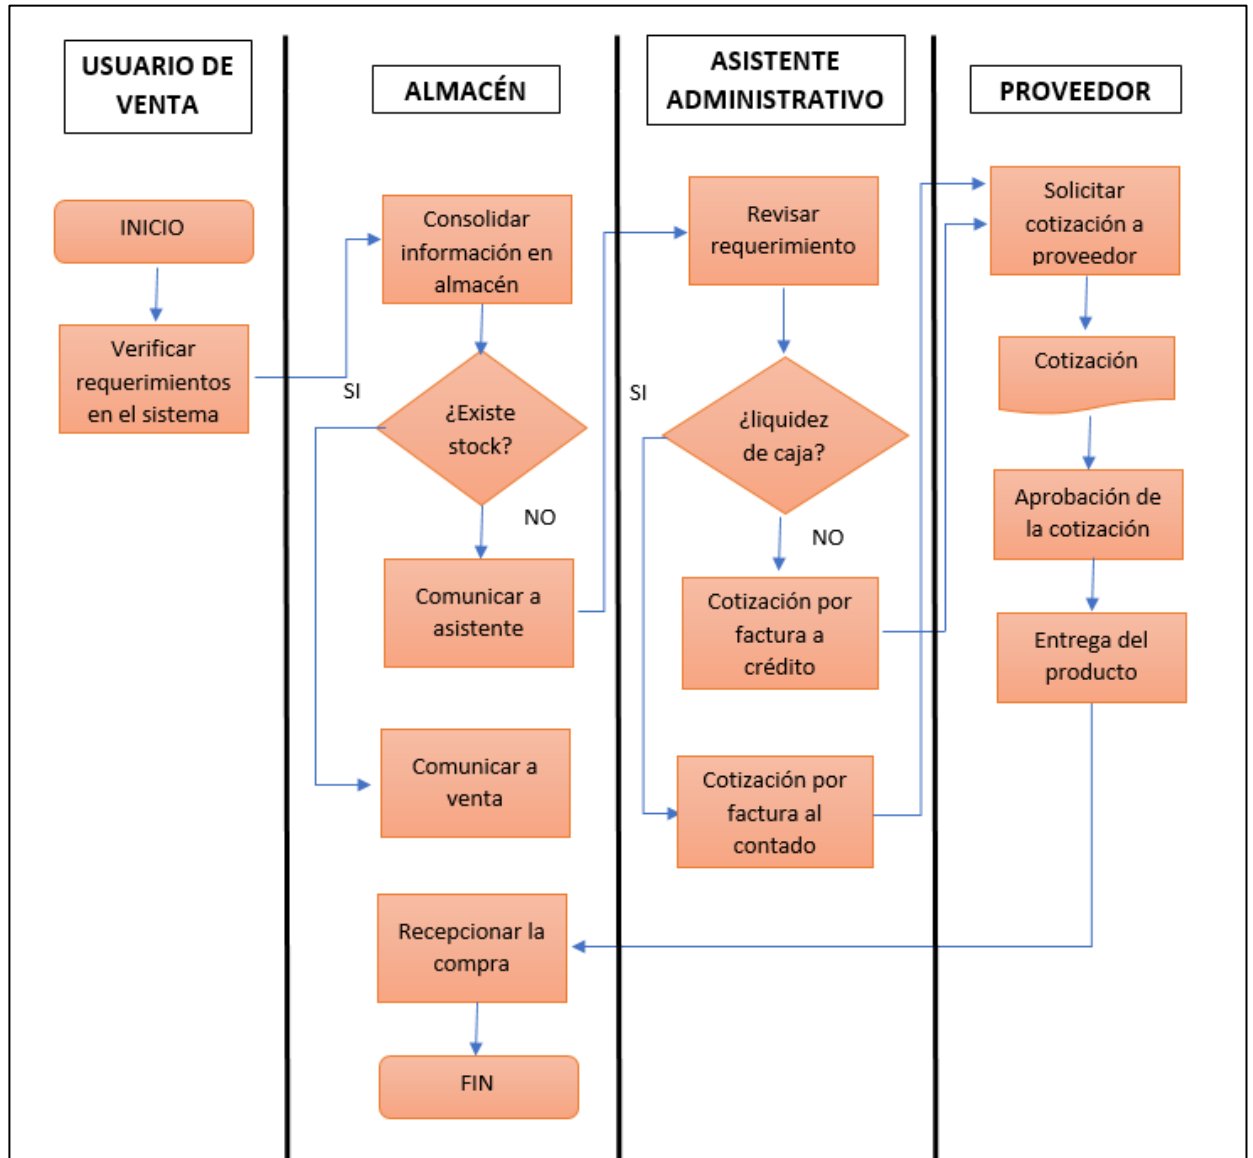 USUARIO DE
VENTA
ALMACÉN
ASISTENTE
ADMINISTRATIVO
PROVEEDOR
INICIO
Verificar
requerimientos
en el sistema
Consolidar
información en
almacén
SI
¿Existe
stock?
NO
Comunicar a
asistente
Comunicar a
venta
Recepcionar la
compra
FIN
Revisar
requerimiento
SI
¿liquidez
de caja?
NO
Cotización por
factura a
crédito
Cotización por
factura al
contado
Solicitar
cotización a
proveedor
Cotización
Aprobación de
la cotización
Entrega del
producto